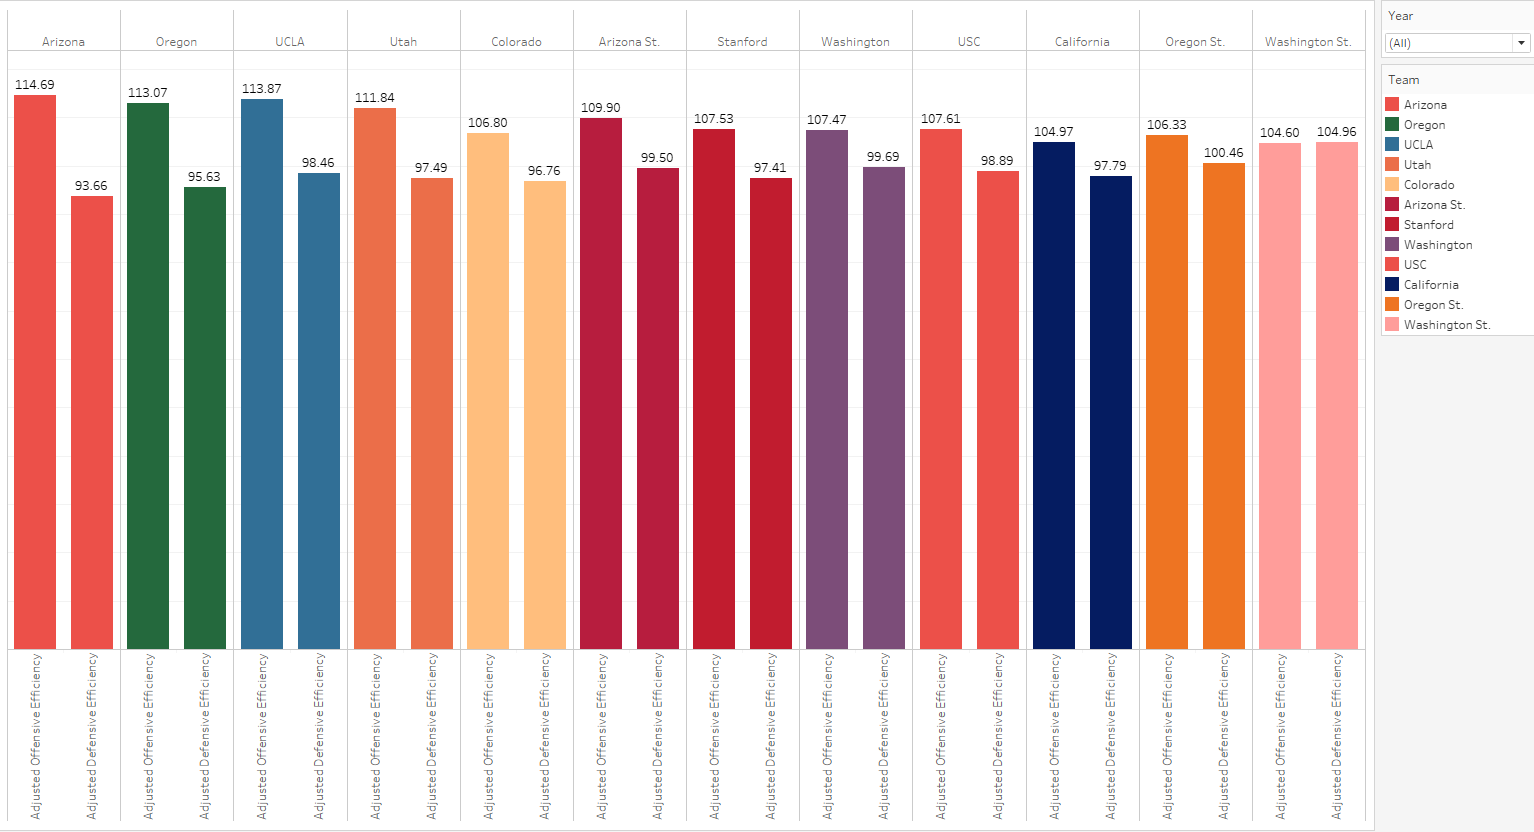 Arizona Oregon UCLA Utah Colorado Arizona St. Stanford Washington USC California Oregon St. Washington St.
114.69 93.66 113.07 95.63 113.87 98.46 111.84 97.49 106.80 96.76 109.90 99.50 107.53 97.41 107.47 99.69 107.61 98.89 104.97 97.79 106.33 100.46 104.60 104.96
Adjusted Offensive Efficiency
Adjusted Defensive Efficiency
Adjusted Offensive Efficiency
Adjusted Defensive Efficiency
Adjusted Offensive Efficiency
Adjusted Defensive Efficiency
Adjusted Offensive Efficiency
Adjusted Defensive Efficiency
Adjusted Offensive Efficiency
Adjusted Defensive Efficiency
Adjusted Offensive Efficiency
Adjusted Defensive Efficiency
Adjusted Offensive Efficiency
Adjusted Defensive Efficiency
Adjusted Offensive Efficiency
Adjusted Defensive Efficiency
Adjusted Offensive Efficiency
Adjusted Defensive Efficiency
Adjusted Offensive Efficiency
Adjusted Defensive Efficiency
Adjusted Offensive Efficiency
Adjusted Defensive Efficiency
Adjusted Offensive Efficiency
Adjusted Defensive Efficiency
Year
(All)
Team
Arizona
Oregon
UCLA
Utah
Colorado
Arizona St.
Stanford
Washington
USC
California
Oregon St.
Washington St.